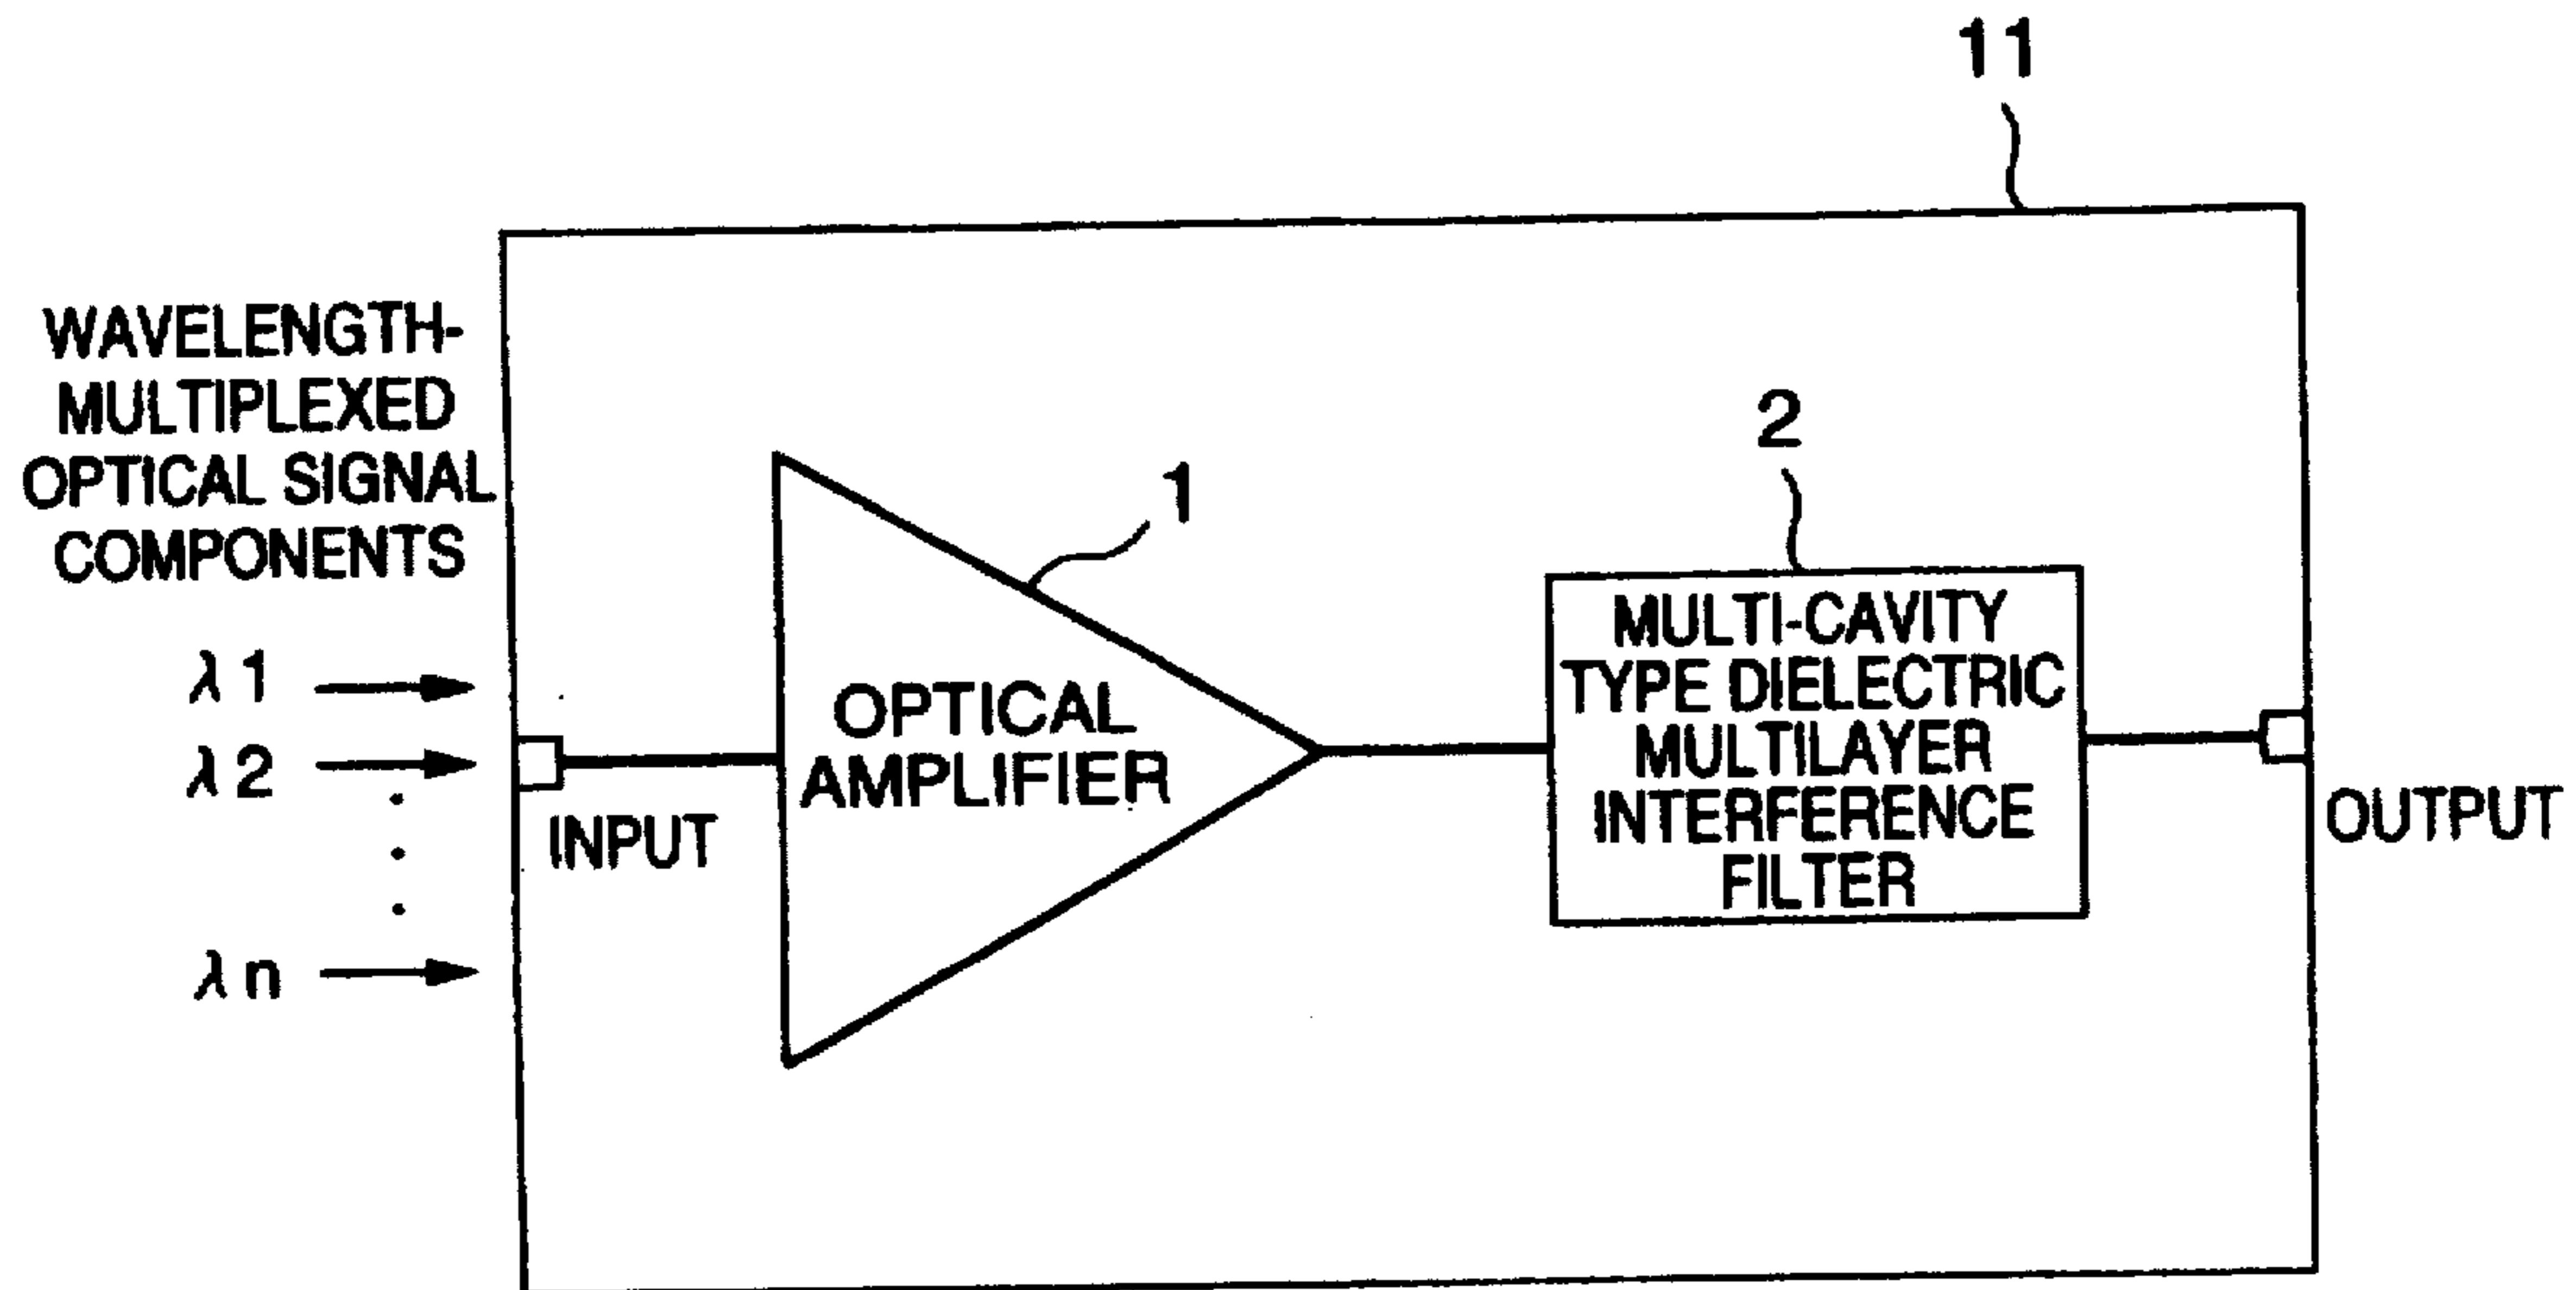 11
WAVELENGTH-
MULTIPLEXED
OPTICAL SIGNAL
COMPONENTS
λ1
λ2
λn
INPUT
1
OPTICAL
AMPLIFIER
2
MULTI-CAVITY
TYPE DIELECTRIC
MULTILAYER
INTERFERENCE
FILTER
OUTPUT